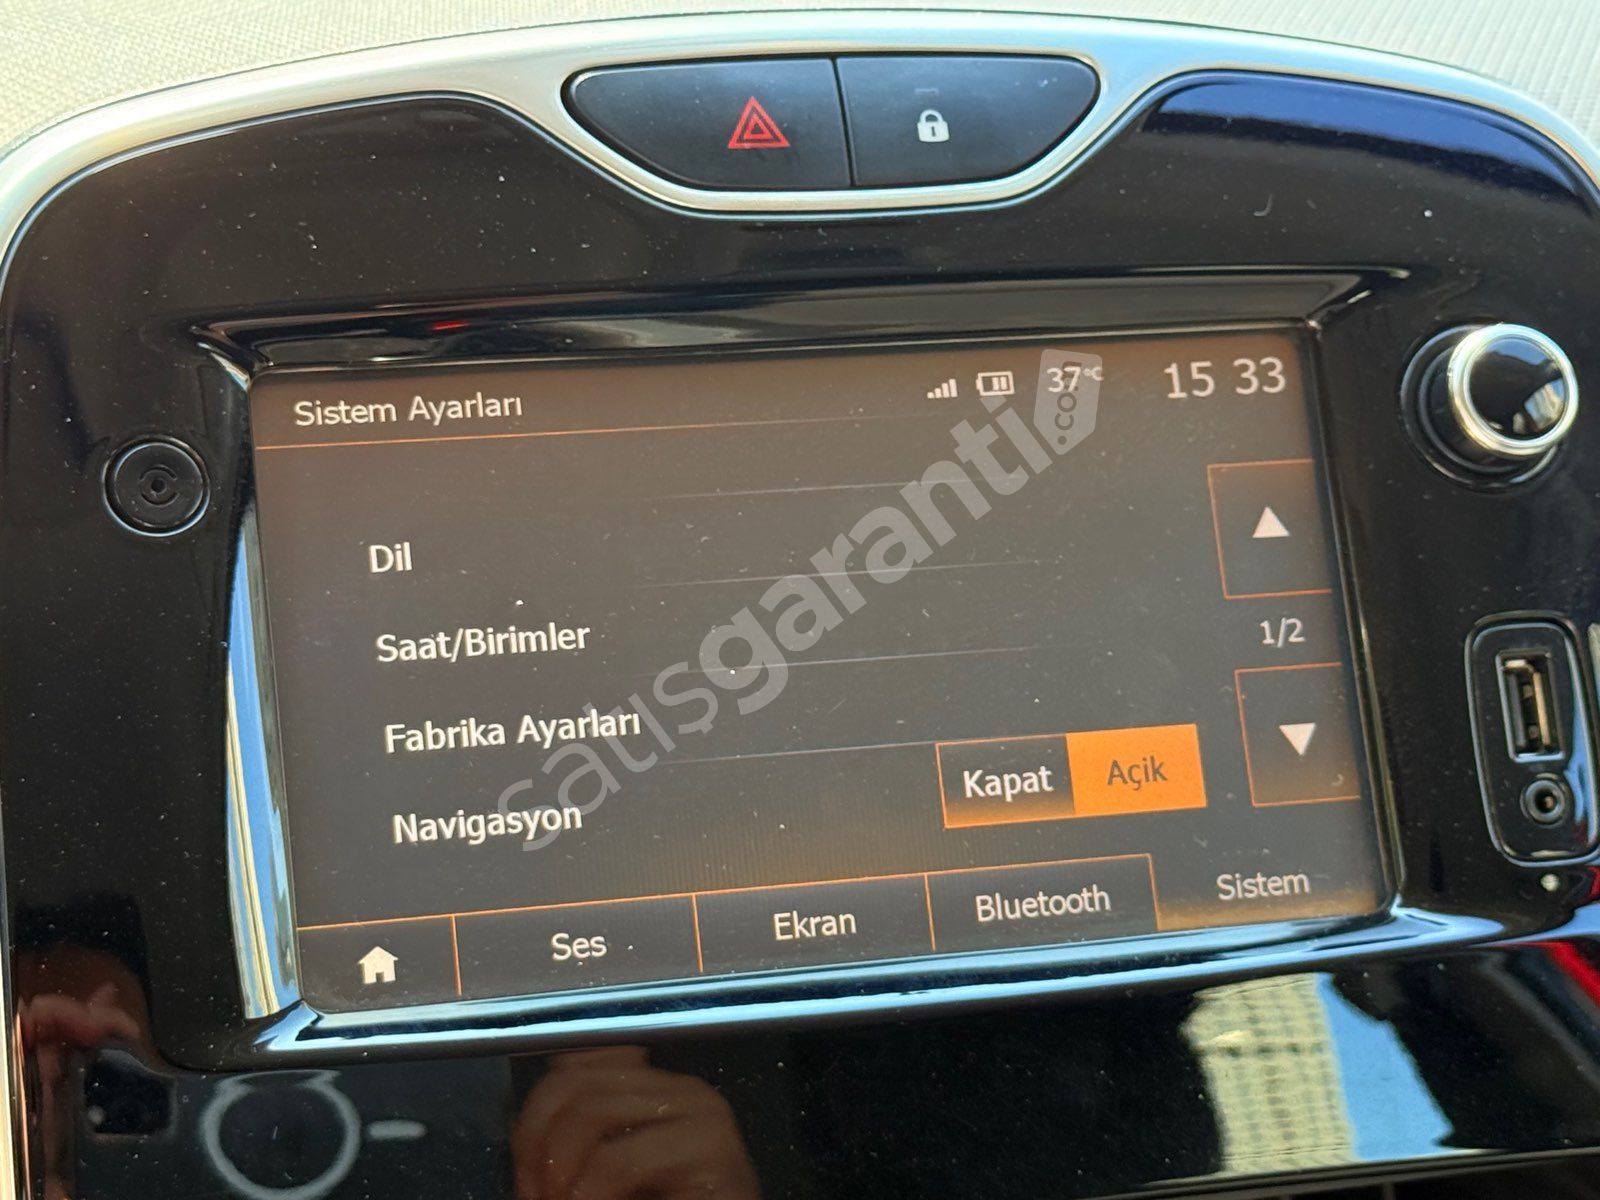 Sistem Ayarları 37°C 15 33
Dil
Saat/Birimler
1/2
Fabrika Ayarları
Navigasyon Kapat Açik
Ses Ekran Bluetooth Sistem
satışgaranti.com